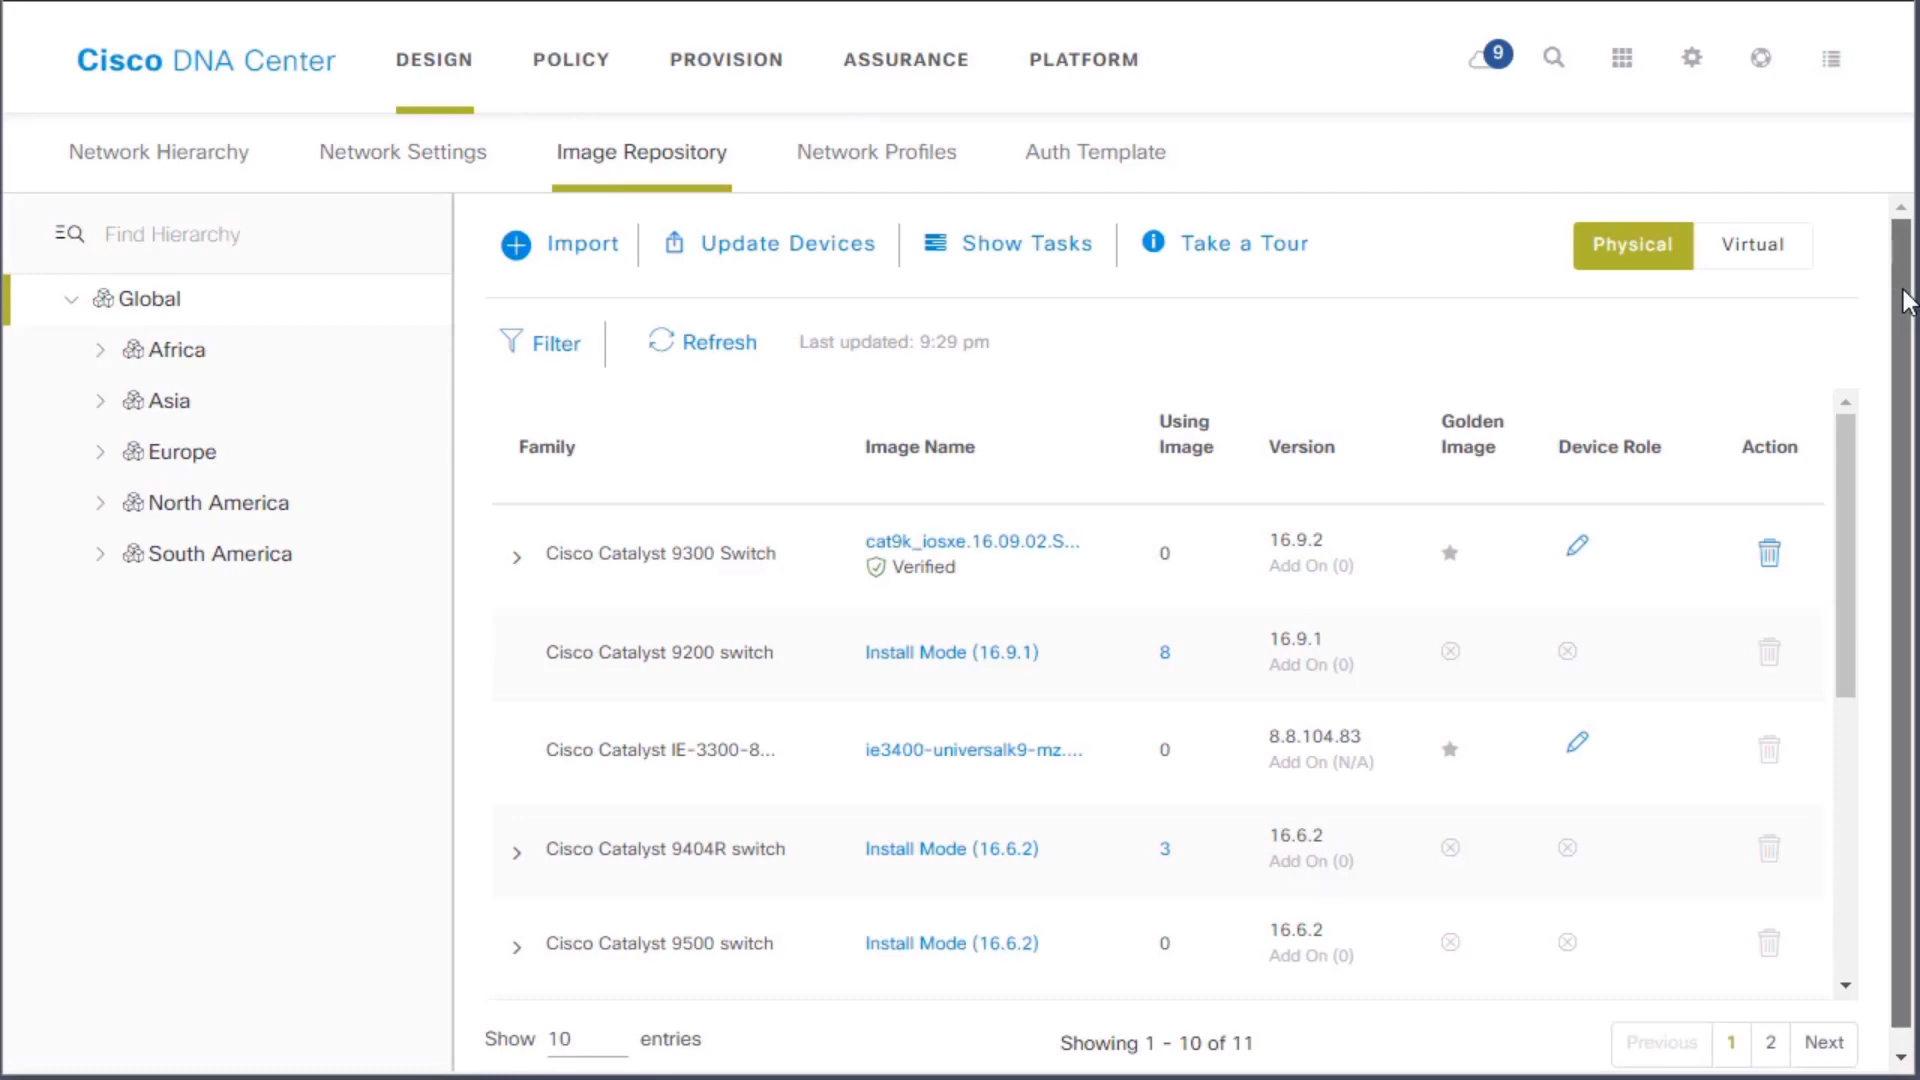 Cisco DNA Center
DESIGN
POLICY
PROVISION
ASSURANCE
PLATFORM
9
Network Hierarchy
Network Settings
Image Repository
Network Profiles
Auth Template
Find Hierarchy
Global
Africa
Asia
Europe
North America
South America
Import
Update Devices
Show Tasks
Take a Tour
Physical
Virtual
Filter
Refresh
Last updated: 9:29 pm
Family
Image Name
Using
Image
Version
Golden
Image
Device Role
Action
Cisco Catalyst 9300 Switch
cat9k_iosxe.16.09.02.S...
Verified
0
16.9.2
Add On (0)
Cisco Catalyst 9200 switch
Install Mode (16.9.1)
8
16.9.1
Add On (0)
Cisco Catalyst IE-3300-8...
ie3400-universalk9-mz....
0
8.8.104.83
Add On (N/A)
Cisco Catalyst 9404R switch
Install Mode (16.6.2)
3
16.6.2
Add On (0)
Cisco Catalyst 9500 switch
Install Mode (16.6.2)
0
16.6.2
Add On (0)
Show 10 entries
Showing 1 - 10 of 11
Previous
1
2
Next